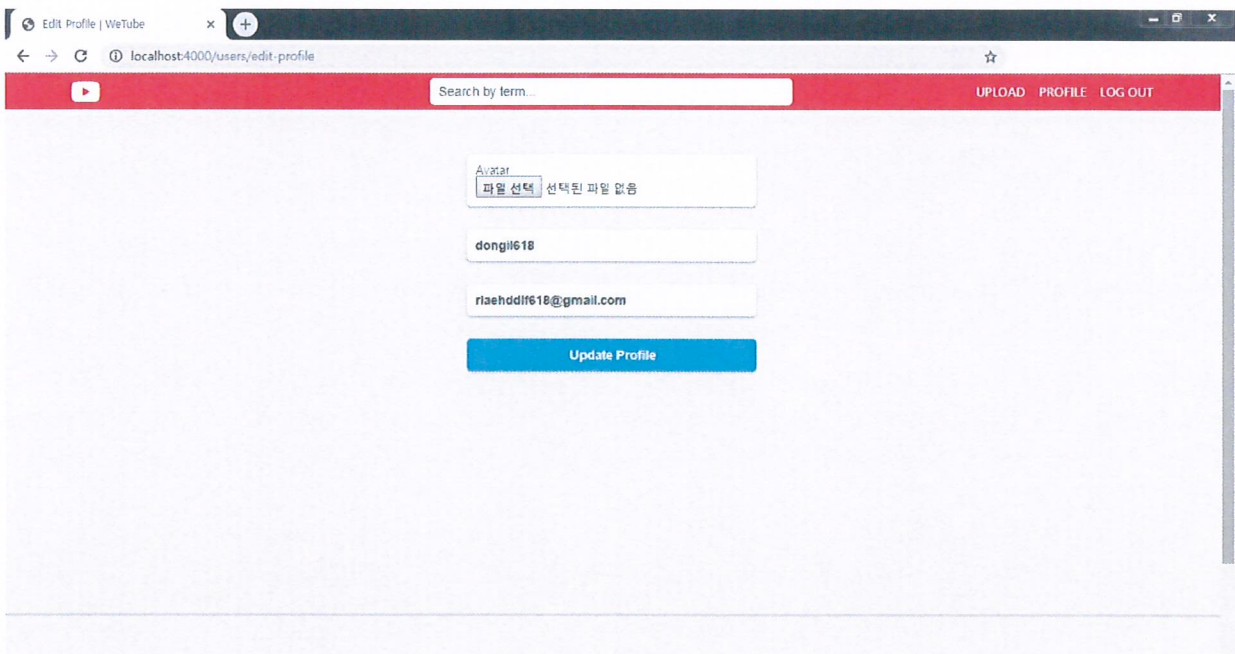 Edit Profile | WeTube
localhost:4000/users/edit-profile
Search by term...
UPLOAD PROFILE LOG OUT
Avatar
파일 선택 선택된 파일 없음
dongil618
rlaehddlf618@gmail.com
Update Profile